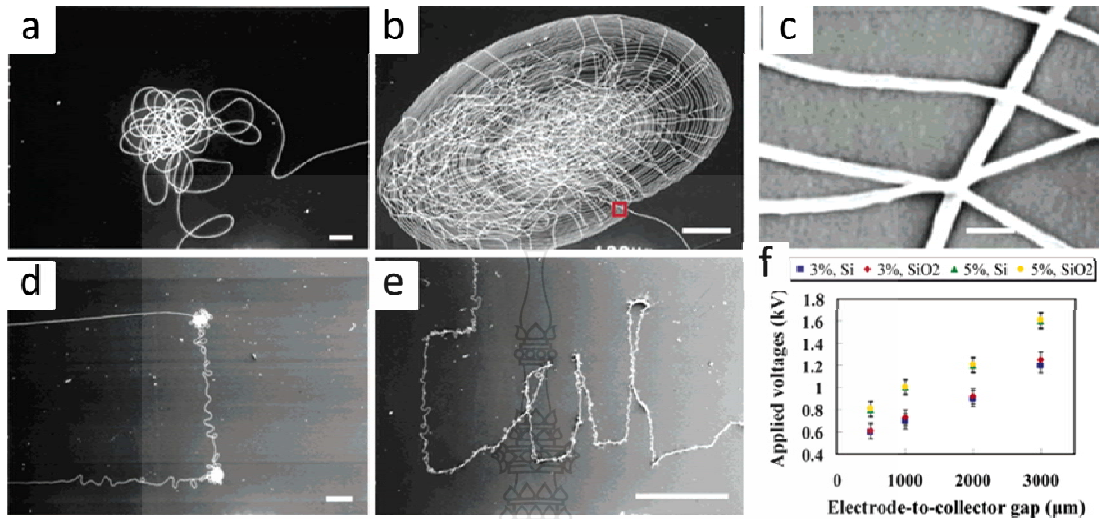 a
b
c
d
e
f
3%, Si 3%, SiO2 5%, Si 5%, SiO2
Applied voltages (kV)
1.8
1.6
1.4
1.2
1
0.8
0.6
0.4
0 1000 2000 3000
Electrode-to-collector gap (μm)